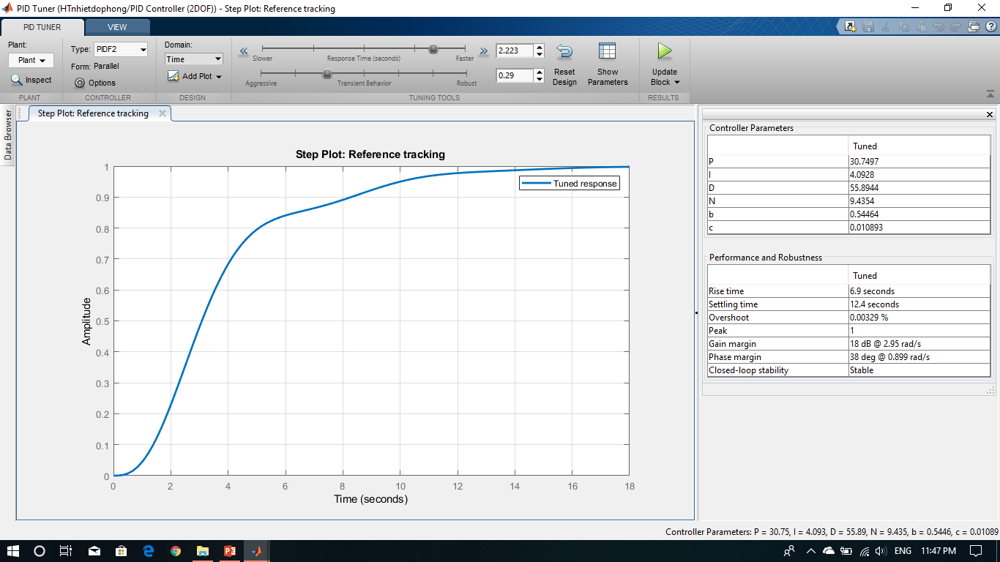 PID Tuner (HTnhietdophong/PID Controller (2DOF)) - Step Plot: Reference tracking
PID TUNER VIEW
Plant:
Plant
Inspect
PLANT
Type: PIDF2
Form: Parallel
Options
CONTROLLER
Domain:
Time
Add Plot
DESIGN
Slower Response Time (seconds) Faster 2.223
Aggressive Transient Behavior Robust 0.29
Reset Design
Show Parameters
TUNING TOOLS
Update Block
RESULTS
Data Browser
Step Plot: Reference tracking
Step Plot: Reference tracking
Tuned response
Amplitude
1
0.9
0.8
0.7
0.6
0.5
0.4
0.3
0.2
0.1
0
0 2 4 6 8 10 12 14 16 18
Time (seconds)
Controller Parameters
Tuned
P 30.7497
I 4.0928
D 55.8944
N 9.4354
b 0.54464
c 0.010893
Performance and Robustness
Tuned
Rise time 6.9 seconds
Settling time 12.4 seconds
Overshoot 0.00329 %
Peak 1
Gain margin 18 dB @ 2.95 rad/s
Phase margin 38 deg @ 0.899 rad/s
Closed-loop stability Stable
Controller Parameters: P = 30.75, I = 4.093, D = 55.89, N = 9.435, b = 0.5446, c = 0.01089
ENG 11:47 PM